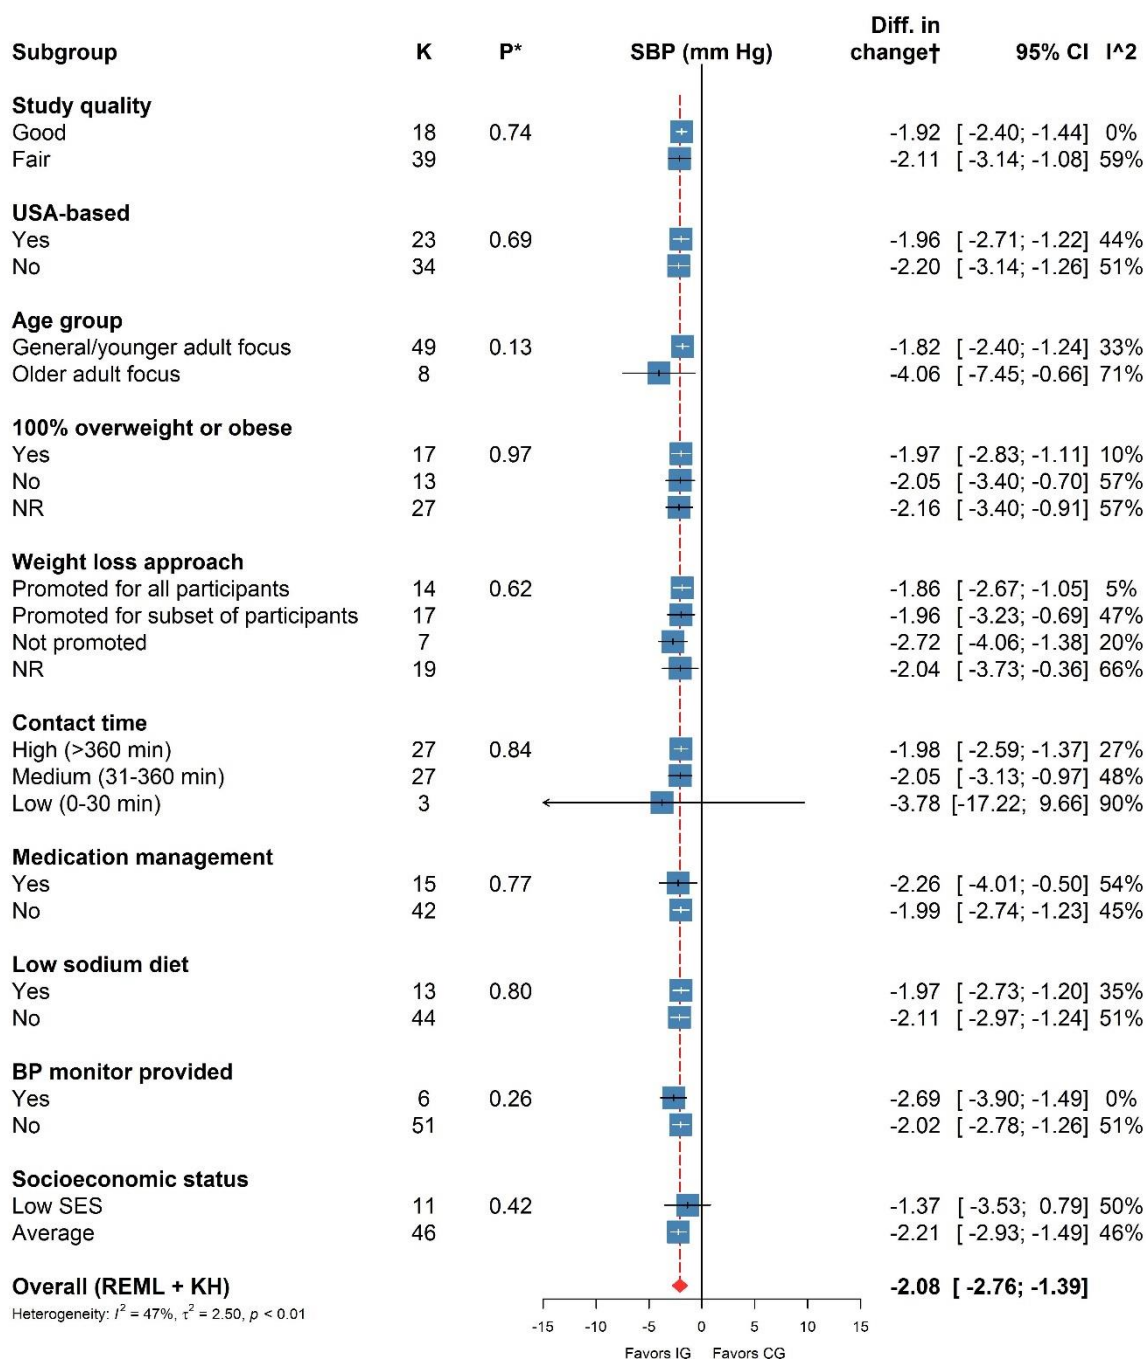 Diff. in
Subgroup K P* SBP (mm Hg) change† 95% CI I^2
Study quality
Good 18 0.74 -1.92 [ -2.40; -1.44] 0%
Fair 39 -2.11 [ -3.14; -1.08] 59%
USA-based
Yes 23 0.69 -1.96 [ -2.71; -1.22] 44%
No 34 -2.20 [ -3.14; -1.26] 51%
Age group
General/younger adult focus 49 0.13 -1.82 [ -2.40; -1.24] 33%
Older adult focus 8 -4.06 [ -7.45; -0.66] 71%
100% overweight or obese
Yes 17 0.97 -1.97 [ -2.83; -1.11] 10%
No 13 -2.05 [ -3.40; -0.70] 57%
NR 27 -2.16 [ -3.40; -0.91] 57%
Weight loss approach
Promoted for all participants 14 0.62 -1.86 [ -2.67; -1.05] 5%
Promoted for subset of participants 17 -1.96 [ -3.23; -0.69] 47%
Not promoted 7 -2.72 [ -4.06; -1.38] 20%
NR 19 -2.04 [ -3.73; -0.36] 66%
Contact time
High (>360 min) 27 0.84 -1.98 [ -2.59; -1.37] 27%
Medium (31-360 min) 27 -2.05 [ -3.13; -0.97] 48%
Low (0-30 min) 3 -3.78 [-17.22; 9.66] 90%
Medication management
Yes 15 0.77 -2.26 [ -4.01; -0.50] 54%
No 42 -1.99 [ -2.74; -1.23] 45%
Low sodium diet
Yes 13 0.80 -1.97 [ -2.73; -1.20] 35%
No 44 -2.11 [ -2.97; -1.24] 51%
BP monitor provided
Yes 6 0.26 -2.69 [ -3.90; -1.49] 0%
No 51 -2.02 [ -2.78; -1.26] 51%
Socioeconomic status
Low SES 11 0.42 -1.37 [ -3.53; 0.79] 50%
Average 46 -2.21 [ -2.93; -1.49] 46%
Overall (REML + KH) -2.08 [ -2.76; -1.39]
Heterogeneity: I² = 47%, τ² = 2.50, p < 0.01
-15 -10 -5 0 5 10 15
Favors IG Favors CG